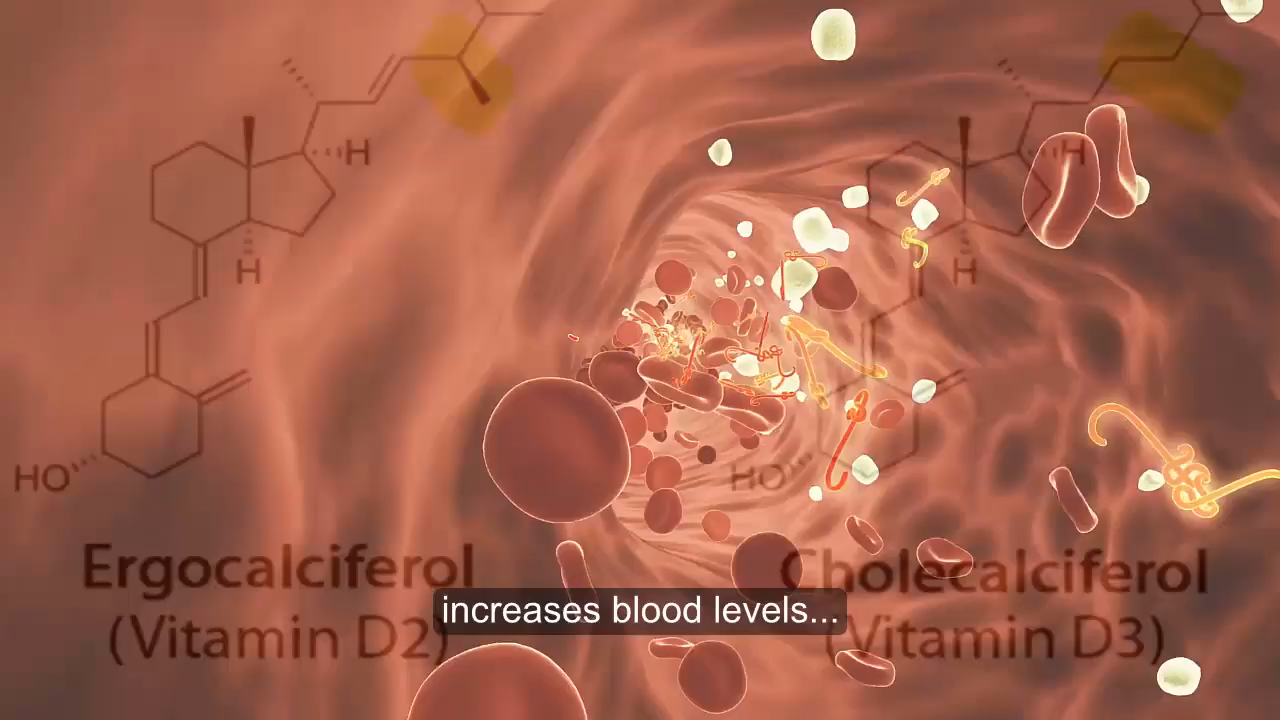 H
H
HO
Ergocalciferol
(Vitamin D2)
H
H
HO
Cholecalciferol
(Vitamin D3)
increases blood levels...